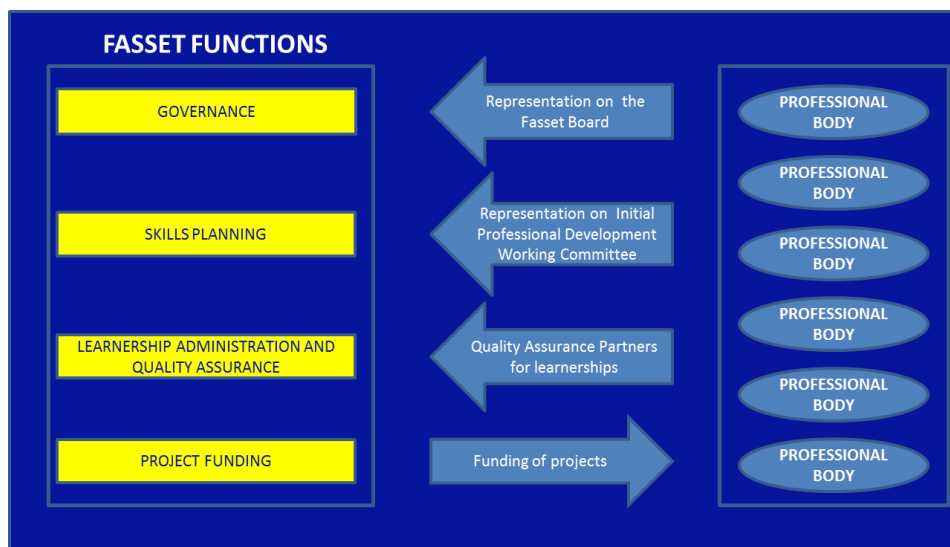 FASSET FUNCTIONS
GOVERNANCE
SKILLS PLANNING
LEARNERSHIP ADMINISTRATION AND
QUALITY ASSURANCE
PROJECT FUNDING
Representation on the
Fasset Board
Representation on Initial
Professional Development
Working Committee
Quality Assurance Partners
for learnerships
Funding of projects
PROFESSIONAL
BODY
PROFESSIONAL
BODY
PROFESSIONAL
BODY
PROFESSIONAL
BODY
PROFESSIONAL
BODY
PROFESSIONAL
BODY